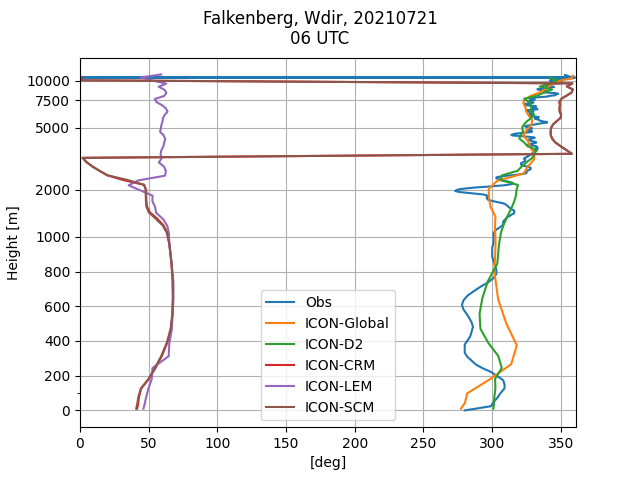 Falkenberg, Wdir, 20210721
06 UTC
Height [m]
10000
7500
5000
2000
1000
800
600
400
200
0
Obs
ICON-Global
ICON-D2
ICON-CRM
ICON-LEM
ICON-SCM
0 50 100 150 200 250 300 350
[deg]